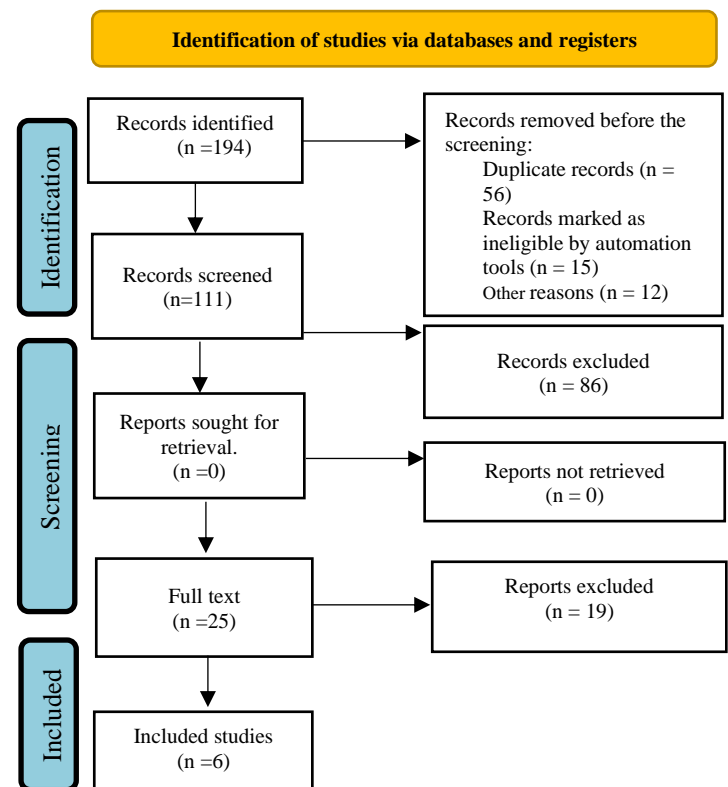 Identification of studies via databases and registers
Identification
Records identified
(n =194)
Records removed before the
screening:
Duplicate records (n =
56)
Records marked as
ineligible by automation
tools (n = 15)
Other reasons (n = 12)
Records screened
(n=111)
Records excluded
(n = 86)
Screening
Reports sought for
retrieval.
(n =0)
Reports not retrieved
(n = 0)
Full text
(n =25)
Reports excluded
(n = 19)
Included
Included studies
(n =6)